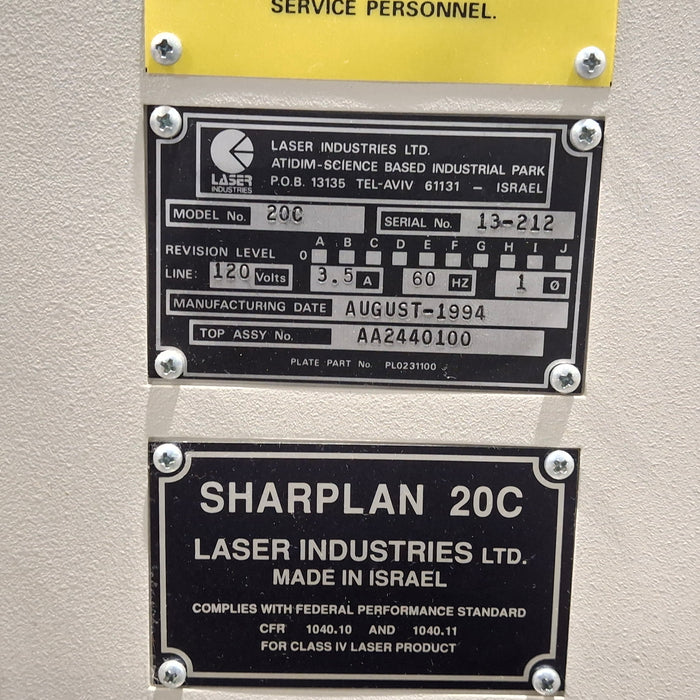 SERVICE PERSONNEL.
LASER INDUSTRIES
LASER INDUSTRIES LTD.
ATIDIM-SCIENCE BASED INDUSTRIAL PARK
P.O.B. 13135 TEL-AVIV 61131 – ISRAEL
MODEL No. 20C SERIAL No. 13-212
A B C D E F G H I J
REVISION LEVEL 0
LINE: 120 Volts 3.5 A 60 HZ 1 Ø
MANUFACTURING DATE AUGUST-1994
TOP ASSY No. AA2440100
PLATE PART No. PL0231100
SHARPLAN 20C
LASER INDUSTRIES LTD.
MADE IN ISRAEL
COMPLIES WITH FEDERAL PERFORMANCE STANDARD
CFR 1040.10 AND 1040.11
FOR CLASS IV LASER PRODUCT